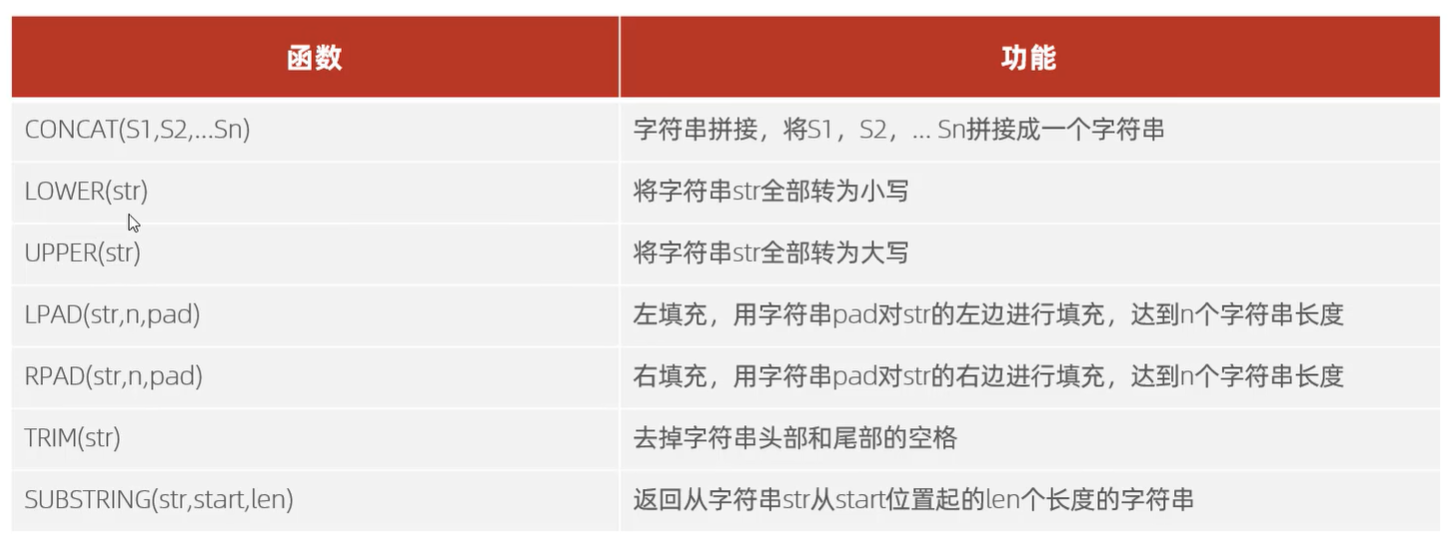 函数 功能
CONCAT(S1,S2,...Sn) 字符串拼接，将S1，S2，... Sn拼接成一个字符串
LOWER(str) 将字符串str全部转为小写
UPPER(str) 将字符串str全部转为大写
LPAD(str,n,pad) 左填充，用字符串pad对str的左边进行填充，达到n个字符串长度
RPAD(str,n,pad) 右填充，用字符串pad对str的右边进行填充，达到n个字符串长度
TRIM(str) 去掉字符串头部和尾部的空格
SUBSTRING(str,start,len) 返回从字符串str从start位置起的len个长度的字符串